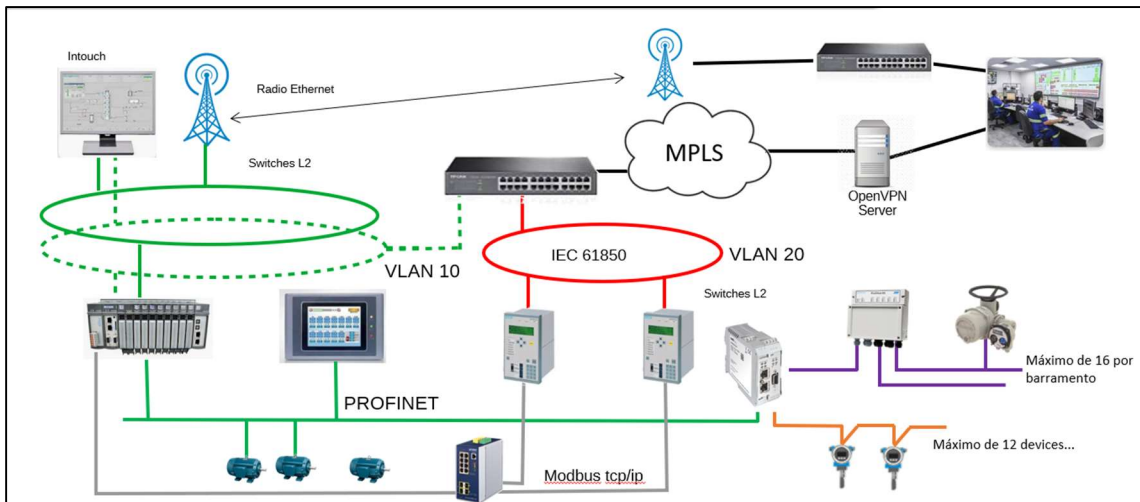 Intouch
Radio Ethernet
Switches L2
MPLS
OpenVPN
Server
VLAN 10
IEC 61850
VLAN 20
Switches L2
PROFINET
Máximo de 16 por
barramento
Máximo de 12 devices...
Modbus tcp/ip